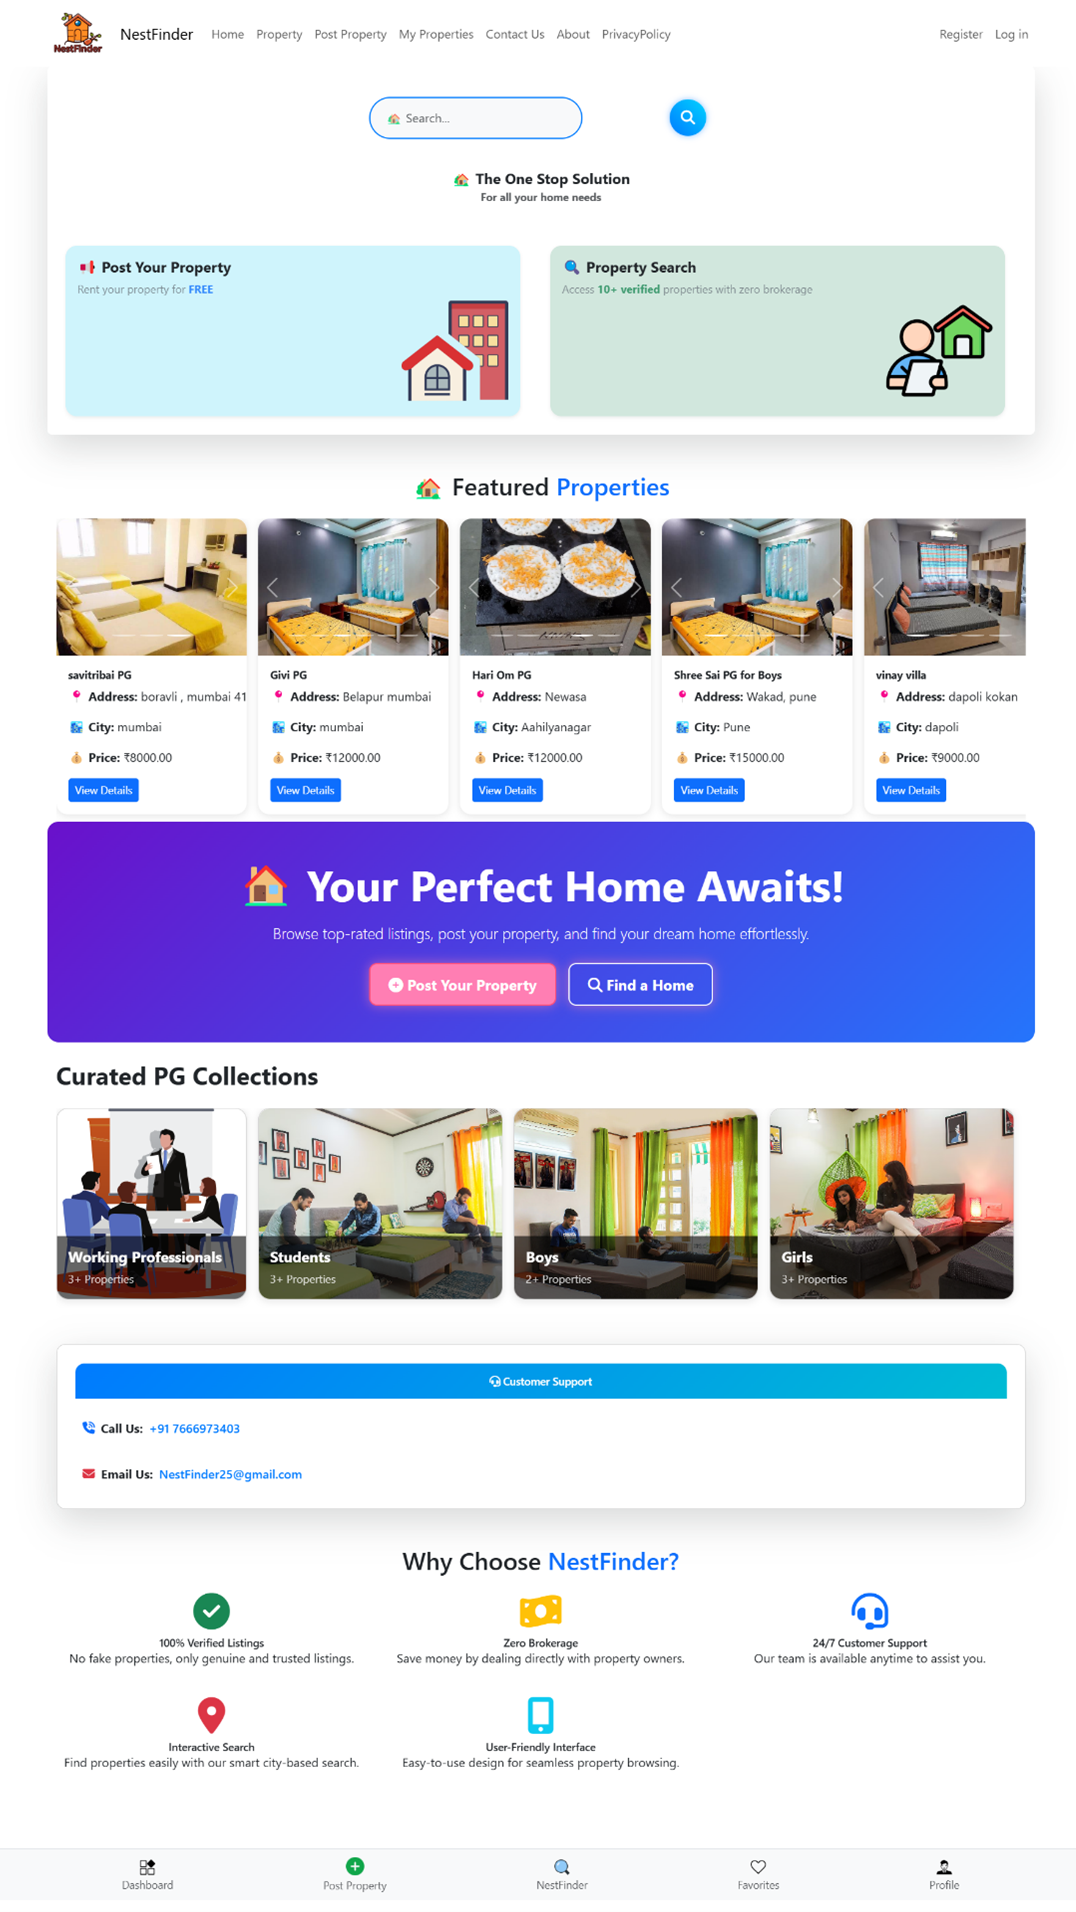 NestFinder
NestFinder Home Property Post Property My Properties Contact Us About PrivacyPolicy Register Log in
Search...
The One Stop Solution
For all your home needs
Post Your Property
Rent your property for FREE
Property Search
Access 10+ verified properties with zero brokerage
Featured Properties
savitribai PG
Address: boravli , mumbai 41
City: mumbai
Price: ₹8000.00
View Details
Givi PG
Address: Belapur mumbai
City: mumbai
Price: ₹12000.00
View Details
Hari Om PG
Address: Newasa
City: Aahilyanagar
Price: ₹12000.00
View Details
Shree Sai PG for Boys
Address: Wakad, pune
City: Pune
Price: ₹15000.00
View Details
vinay villa
Address: dapoli kokan
City: dapoli
Price: ₹9000.00
View Details
Your Perfect Home Awaits!
Browse top-rated listings, post your property, and find your dream home effortlessly.
Post Your Property
Find a Home
Curated PG Collections
Working Professionals
3+ Properties
Students
3+ Properties
Boys
2+ Properties
Girls
3+ Properties
Customer Support
Call Us: +91 7666973403
Email Us: NestFinder25@gmail.com
Why Choose NestFinder?
100% Verified Listings
No fake properties, only genuine and trusted listings.
Zero Brokerage
Save money by dealing directly with property owners.
24/7 Customer Support
Our team is available anytime to assist you.
Interactive Search
Find properties easily with our smart city-based search.
User-Friendly Interface
Easy-to-use design for seamless property browsing.
Dashboard
Post Property
NestFinder
Favorites
Profile